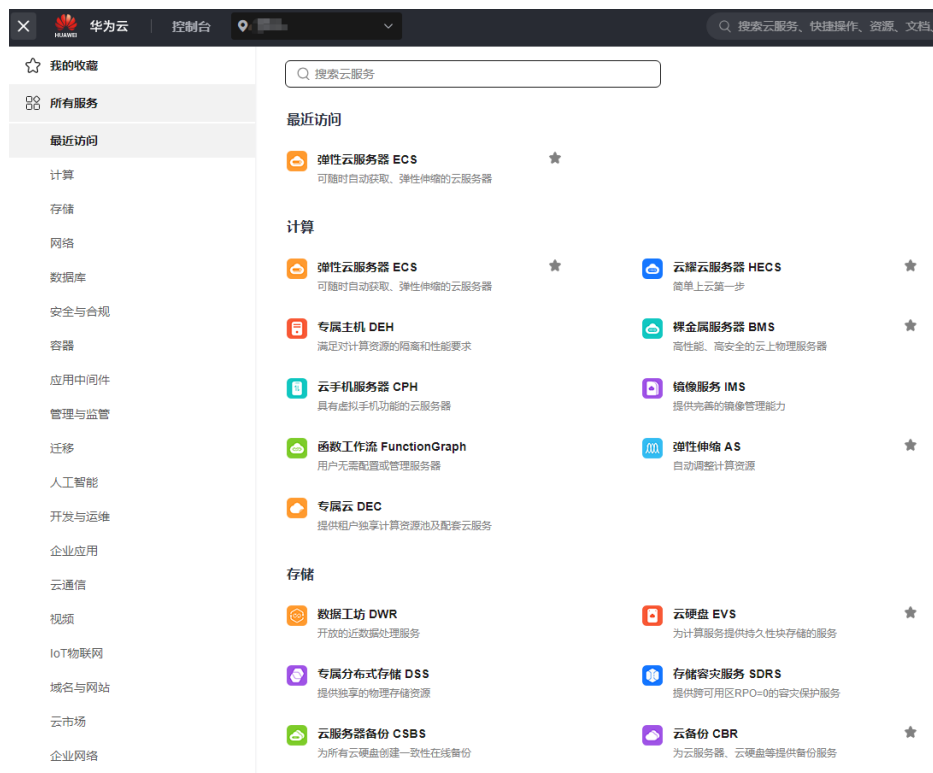 HUAWEI
华为云
控制台
搜索云服务、快捷操作、资源、文档,
我的收藏
所有服务
最近访问
计算
存储
网络
数据库
安全与合规
容器
应用中间件
管理与监管
迁移
人工智能
开发与运维
企业应用
云通信
视频
IoT物联网
域名与网站
云市场
企业网络
搜索云服务
最近访问
弹性云服务器 ECS
可随时自动获取、弹性伸缩的云服务器
计算
弹性云服务器 ECS
可随时自动获取、弹性伸缩的云服务器
云耀云服务器 HECS
简单上云第一步
专属主机 DEH
满足对计算资源的隔离和性能要求
裸金属服务器 BMS
高性能、高安全的云上物理服务器
云手机服务器 CPH
具有虚拟手机功能的云服务器
镜像服务 IMS
提供完善的镜像管理能力
函数工作流 FunctionGraph
用户无需配置或管理服务器
弹性伸缩 AS
自动调整计算资源
专属云 DEC
提供租户独享计算资源池及配套云服务
存储
数据工坊 DWR
开放的近数据处理服务
云硬盘 EVS
为计算服务提供持久性块存储的服务
专属分布式存储 DSS
提供独享的物理存储资源
存储容灾服务 SDRS
提供跨可用区RPO=0的容灾保护服务
云服务器备份 CSBS
为所有云硬盘创建一致性在线备份
云备份 CBR
为云服务器、云硬盘等提供备份服务